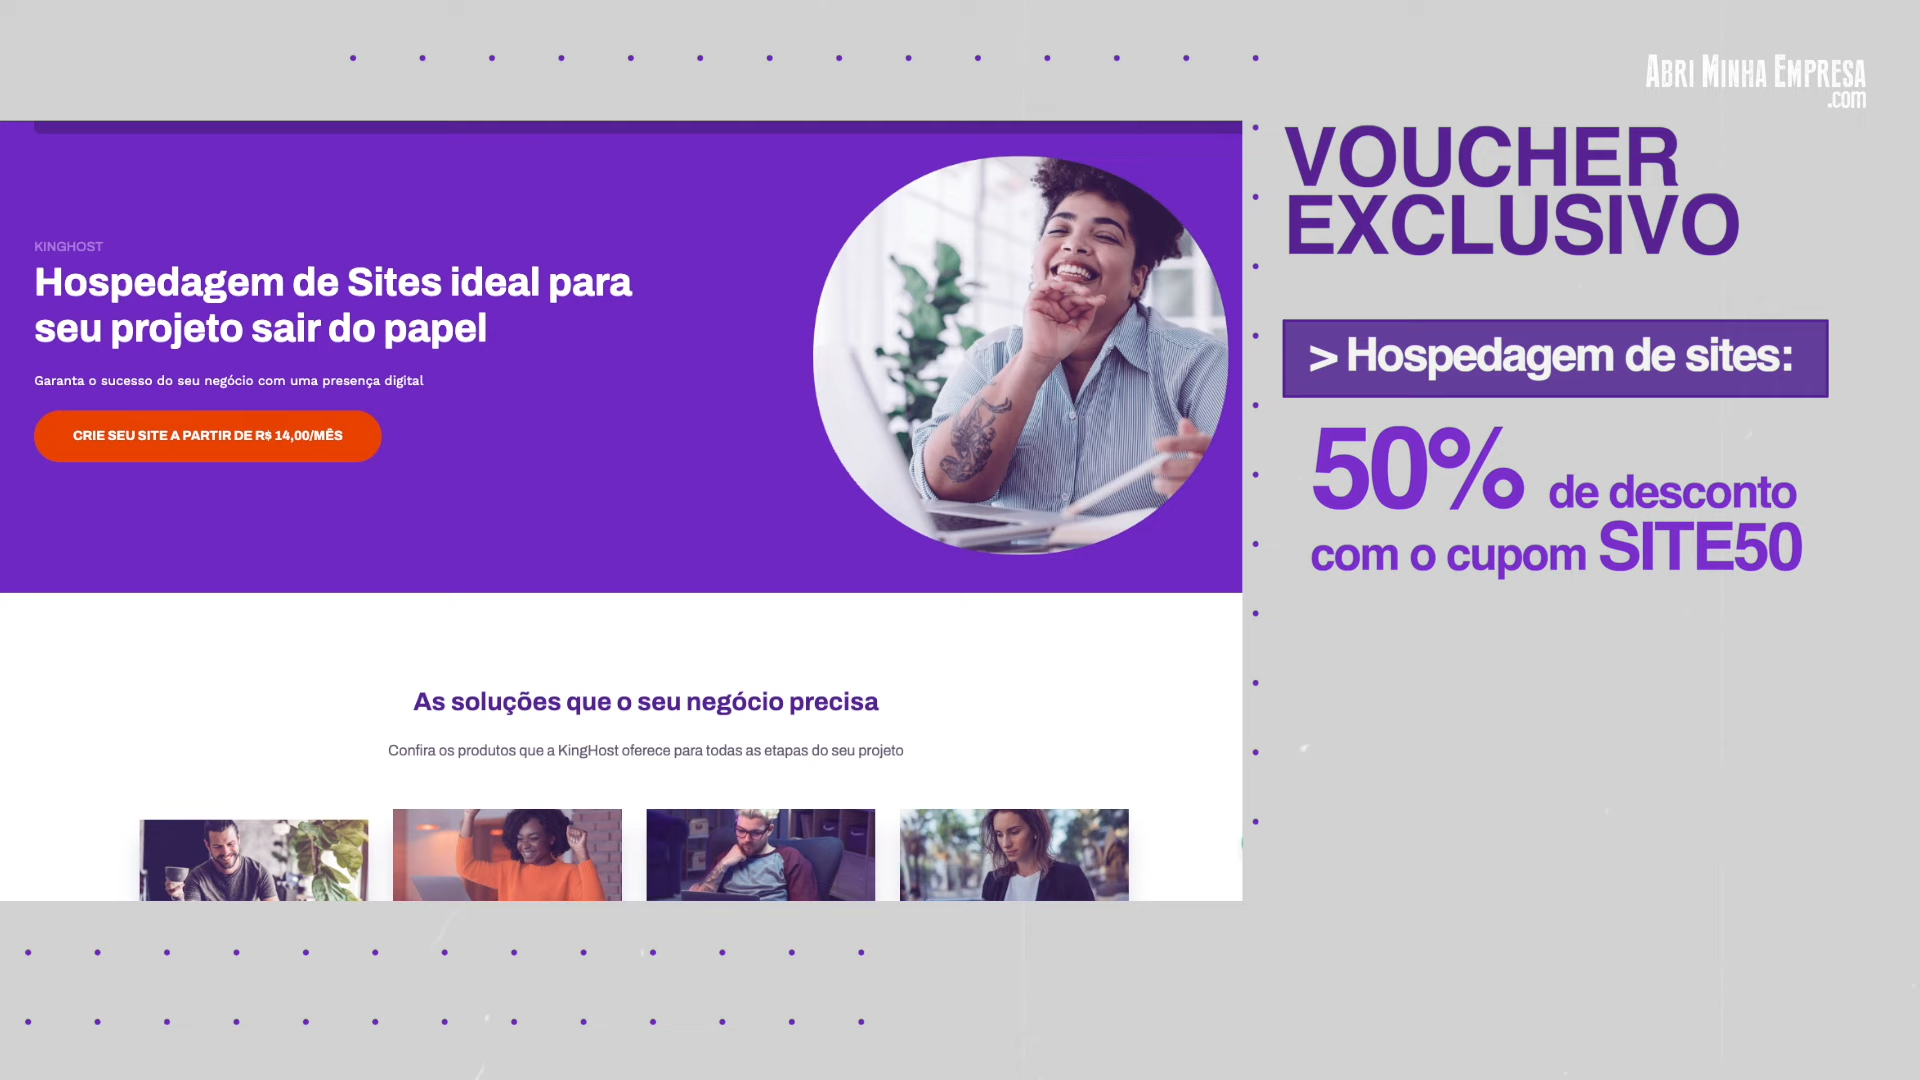 ABRI MINHA EMPRESA
.COM
KINGHOST
Hospedagem de Sites ideal para
seu projeto sair do papel
Garanta o sucesso do seu negócio com uma presença digital
CRIE SEU SITE A PARTIR DE R$ 14,00/MÊS
As soluções que o seu negócio precisa
Confira os produtos que a KingHost oferece para todas as etapas do seu projeto
VOUCHER
EXCLUSIVO
> Hospedagem de sites:
50% de desconto
com o cupom SITE50